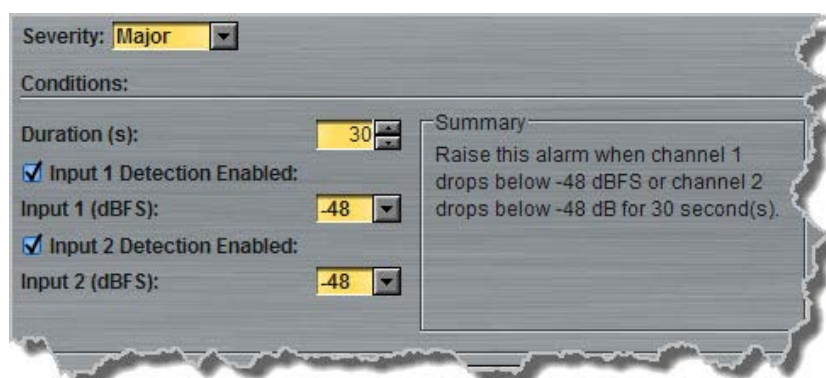 Severity: Major
Conditions:
Duration (s): 30
Input 1 Detection Enabled:
Input 1 (dBFS): -48
Input 2 Detection Enabled:
Input 2 (dBFS): -48
Summary
Raise this alarm when channel 1
drops below -48 dBFS or channel 2
drops below -48 dB for 30 second(s).